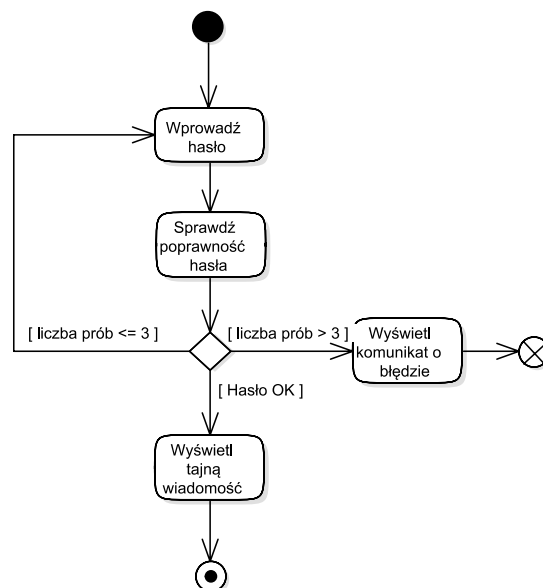 Wprowadź
hasło
Sprawdź
poprawność
hasła
[ liczba prób <= 3 ]
[ liczba prób > 3 ]
Wyświetl
komunikat o
błędzie
[ Hasło OK ]
Wyświetl
tajną
wiadomość